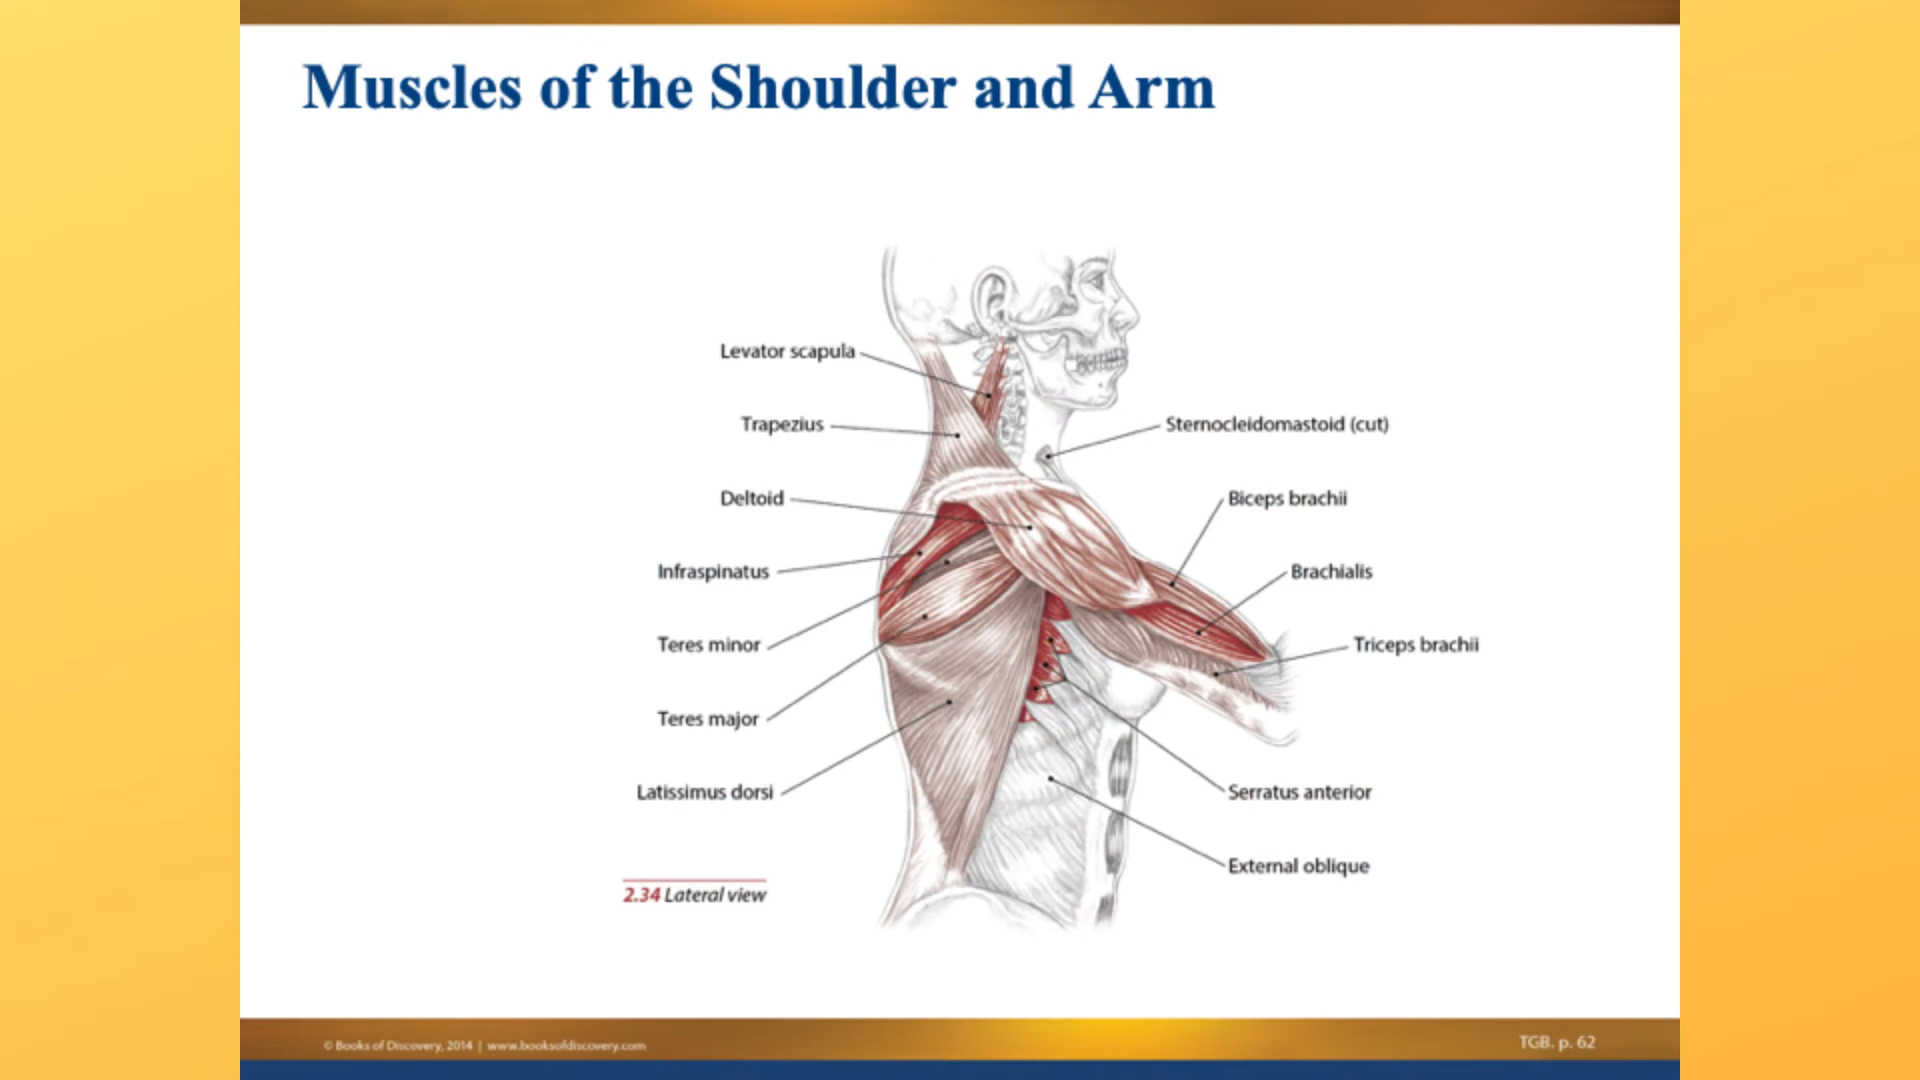 Muscles of the Shoulder and Arm
Levator scapula
Trapezius
Deltoid
Infraspinatus
Teres minor
Teres major
Latissimus dorsi
Sternocleidomastoid (cut)
Biceps brachii
Brachialis
Triceps brachii
Serratus anterior
External oblique
2.34 Lateral view
© Books of Discovery, 2014 | www.booksofdiscovery.com
TGB. p. 62